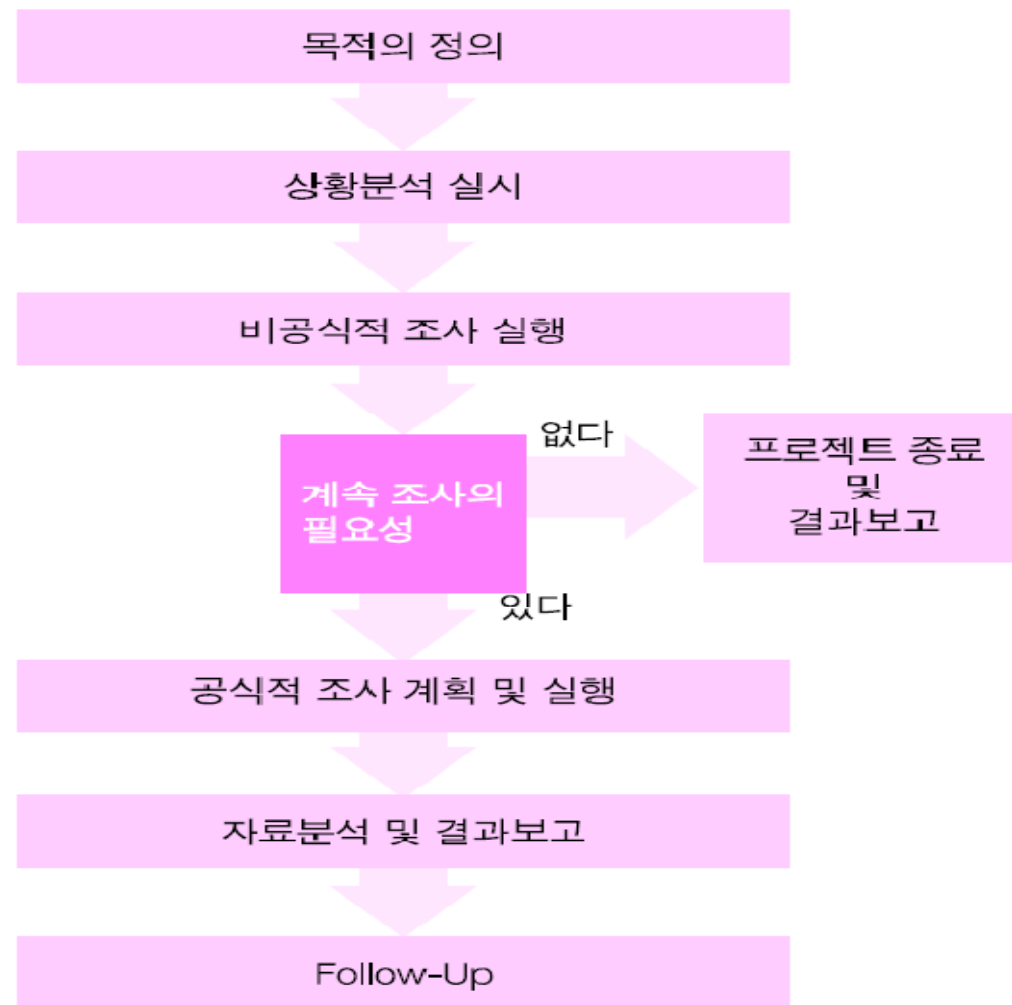 목적의 정의
상황분석 실시
비공식적 조사 실행
없다
계속 조사의
필요성
프로젝트 종료
및
결과보고
있다
공식적 조사 계획 및 실행
자료분석 및 결과보고
Follow-Up